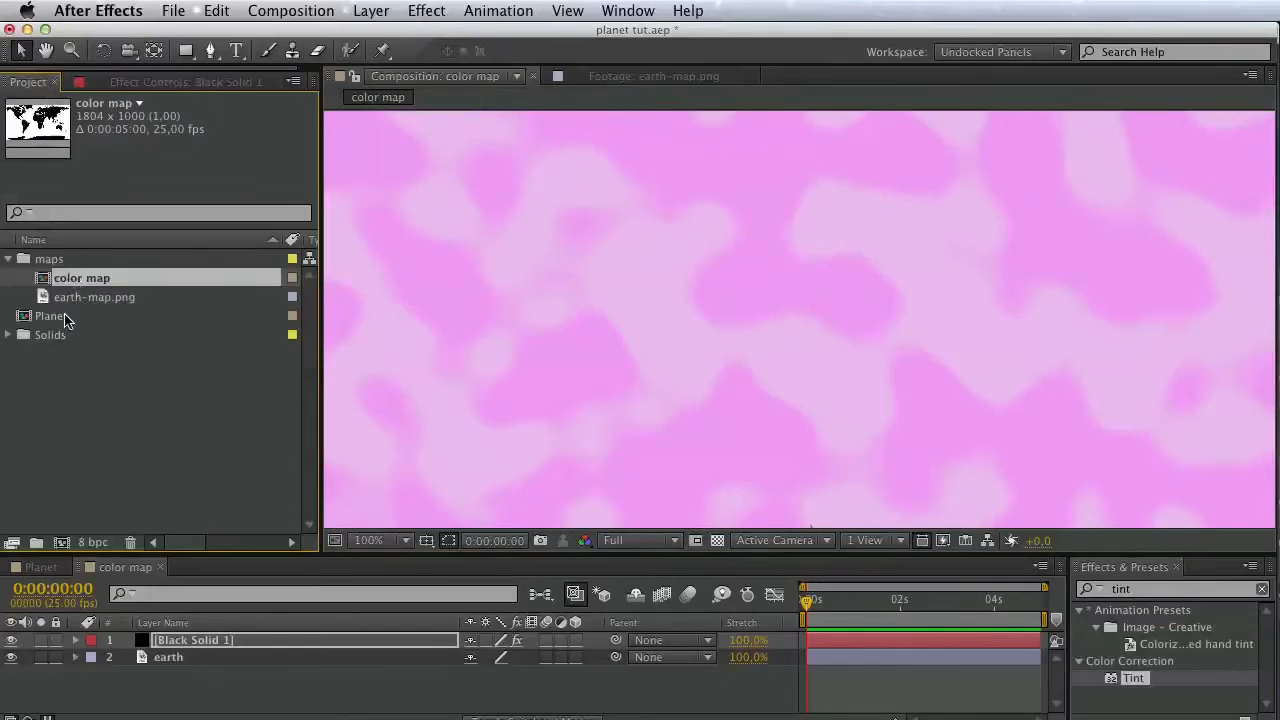 After Effects File Edit Composition Layer Effect Animation View Window Help
planet tut.aep *
Workspace: Undocked Panels Search Help
Project Effect Controls: Black Solid 1 Composition: color map Footage: earth-map.png
color map
1804 x 1000 (1,00)
Δ 0:00:05:00, 25,00 fps
color map
Name Ty
maps
color map
earth-map.png
Plane
Solids
8 bpc 100% 0:00:00:00 Full Active Camera 1 View +0,0
Planet color map Effects & Presets
0:00:00:00
00000 (25.00 fps)
tint
02s 04s
Animation Presets
Image - Creative
Coloriz...ed hand tint
Color Correction
Tint
# Layer Name fx Parent Stretch
1 [Black Solid 1] fx None 100,0%
2 earth None 100,0%